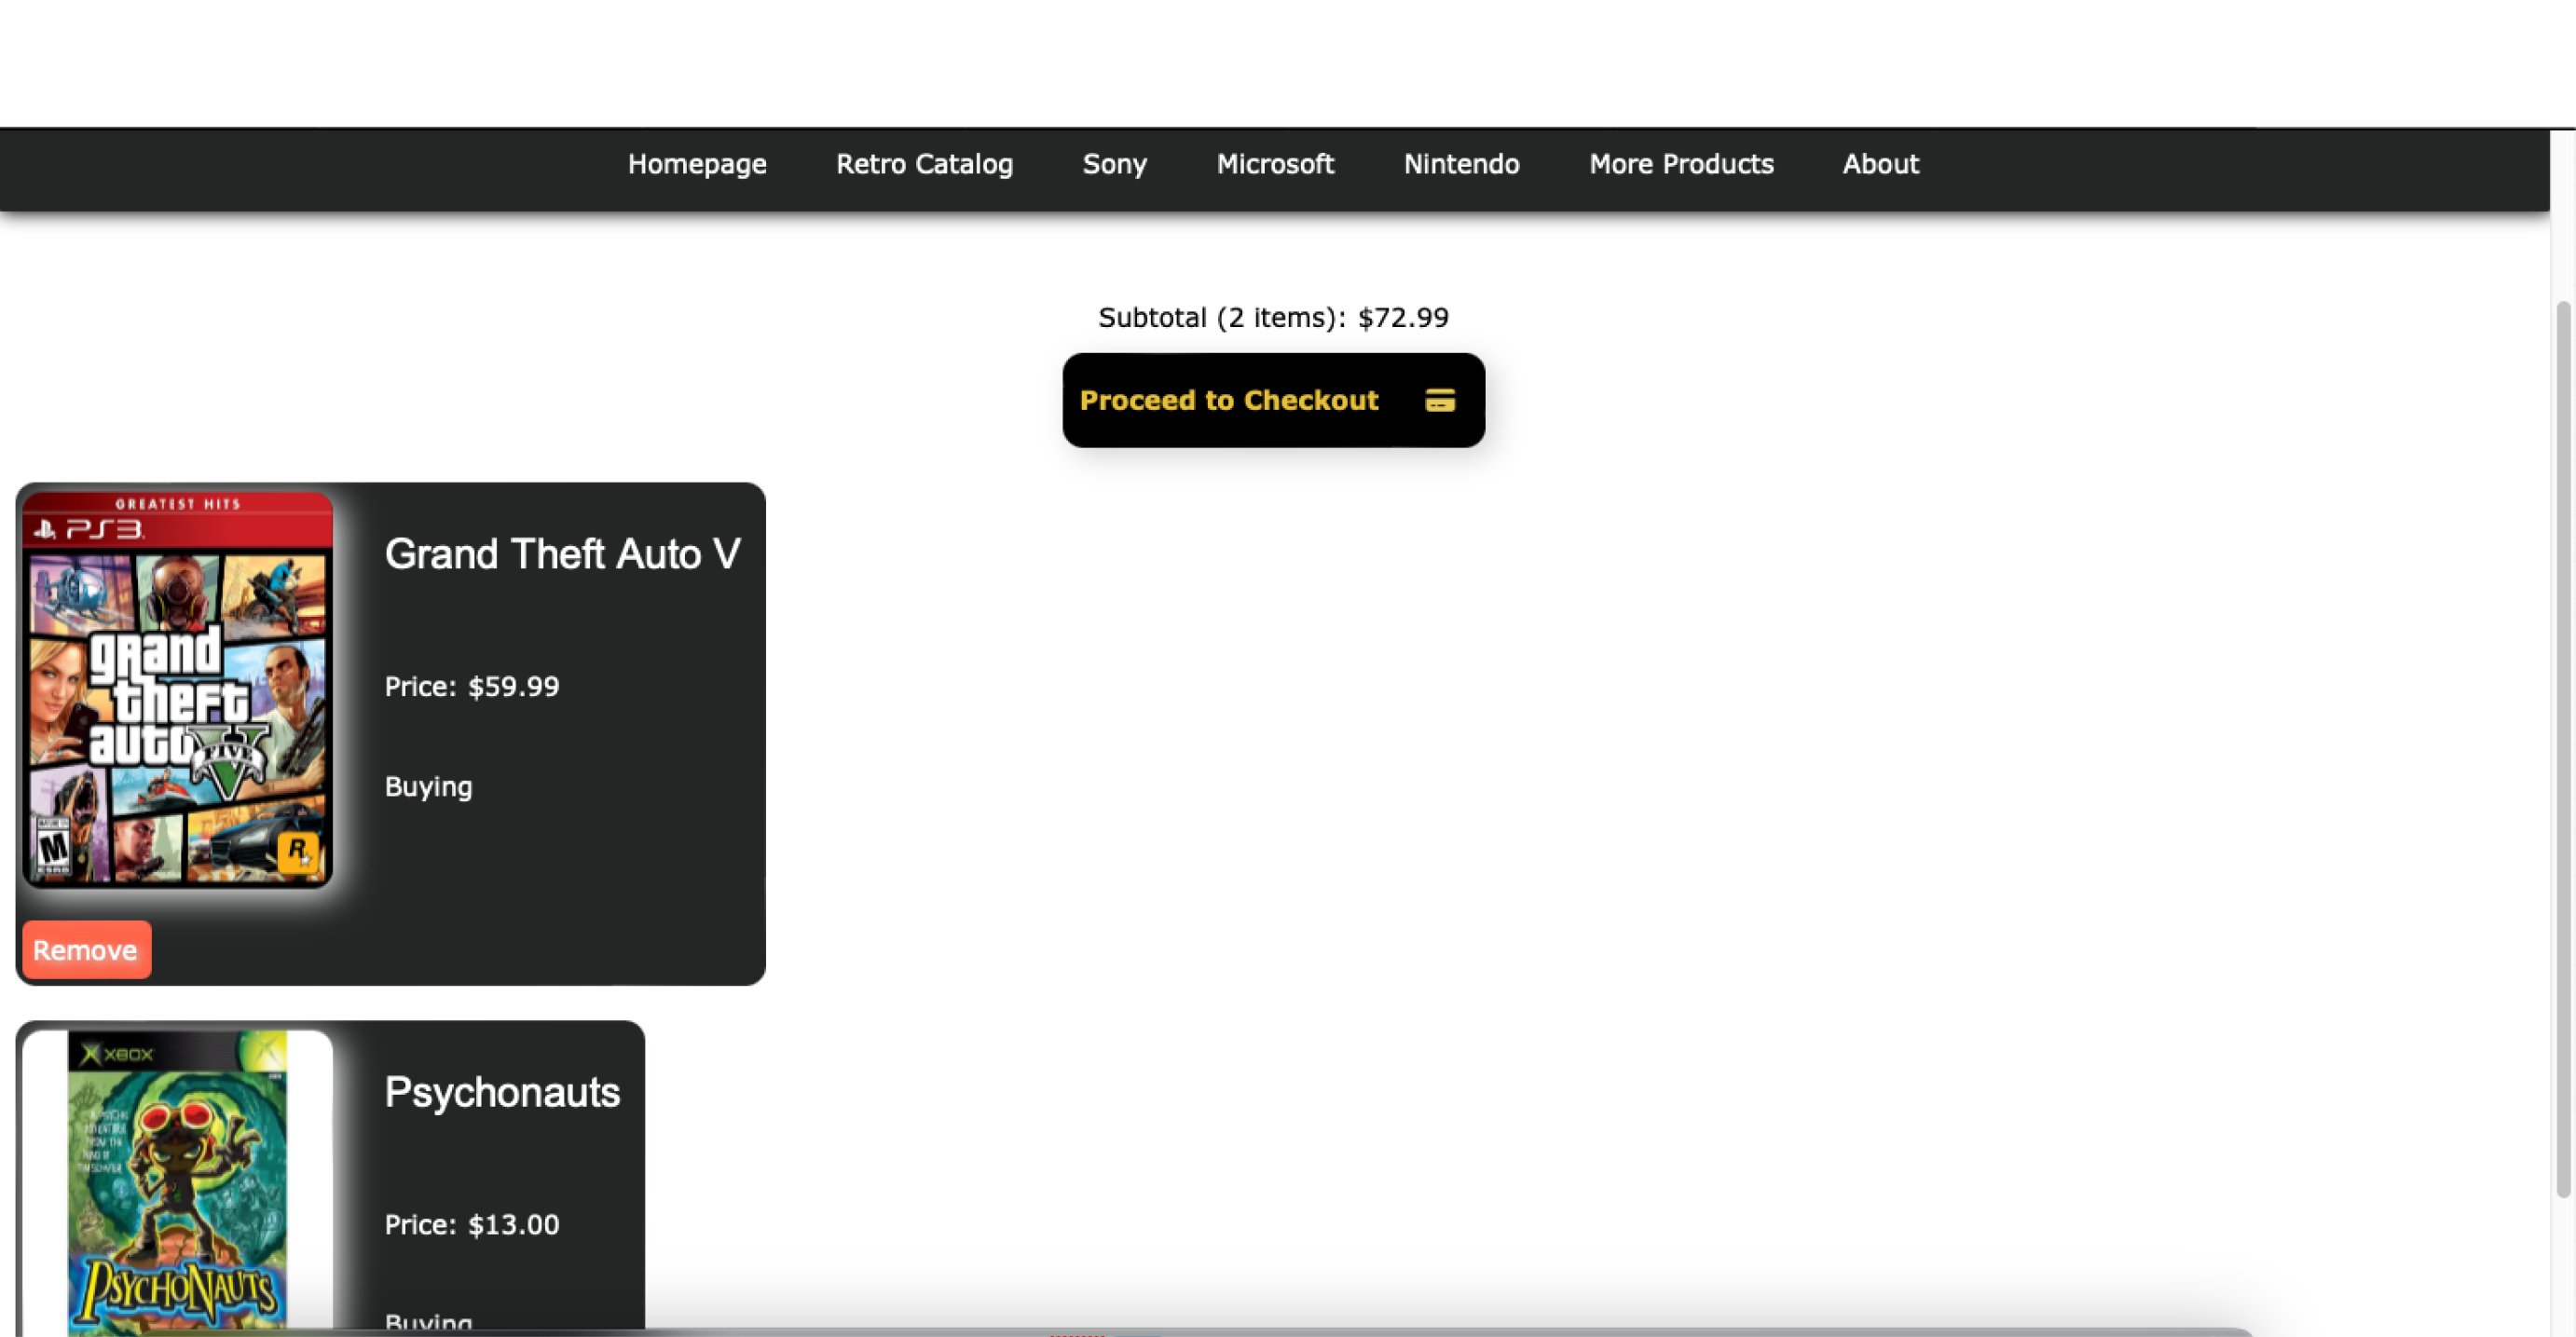 Homepage Retro Catalog Sony Microsoft Nintendo More Products About
Subtotal (2 items): $72.99
Proceed to Checkout
GREATEST HITS
PS3
grand
theft
auto
FIVE
M
R
Grand Theft Auto V
Price: $59.99
Buying
Remove
XBOX
PSYCHONAUTS
Psychonauts
Price: $13.00
Buying